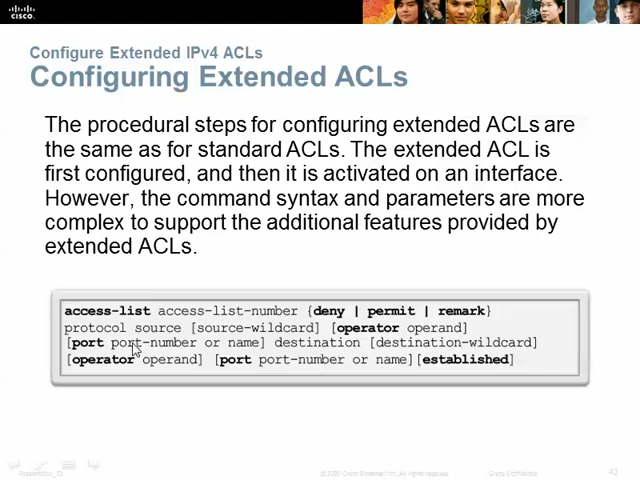 CISCO.
Configure Extended IPv4 ACLs
Configuring Extended ACLs
The procedural steps for configuring extended ACLs are
the same as for standard ACLs. The extended ACL is
first configured, and then it is activated on an interface.
However, the command syntax and parameters are more
complex to support the additional features provided by
extended ACLs.
access-list access-list-number {deny | permit | remark}
protocol source [source-wildcard] [operator operand]
[port port-number or name] destination [destination-wildcard]
[operator operand] [port port-number or name][established]
Presentation_ID
Cisco Confidential
42